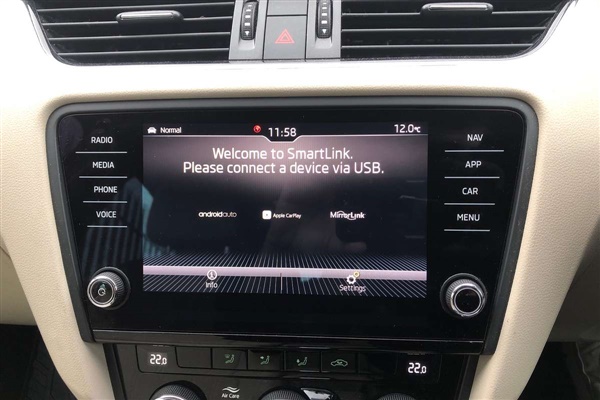 Normal 11:58 12.0°C
RADIO
MEDIA
PHONE
VOICE
Welcome to SmartLink.
Please connect a device via USB.
androidauto Apple CarPlay MirrorLink
Info Settings
NAV
APP
CAR
MENU
22.0 22.0
Air Care